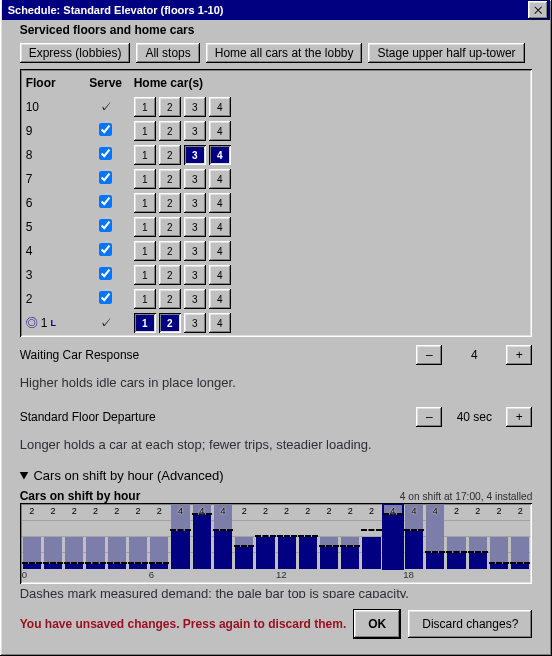 Schedule: Standard Elevator (floors 1-10)
Serviced floors and home cars
Express (lobbies) All stops Home all cars at the lobby Stage upper half up-tower
Floor Serve Home car(s)
10 ✓ 1 2 3 4
9 1 2 3 4
8 1 2 3 4
7 1 2 3 4
6 1 2 3 4
5 1 2 3 4
4 1 2 3 4
3 1 2 3 4
2 1 2 3 4
◎ 1 L ✓ 1 2 3 4
Waiting Car Response – 4 +
Higher holds idle cars in place longer.
Standard Floor Departure – 40 sec +
Longer holds a car at each stop; fewer trips, steadier loading.
▼ Cars on shift by hour (Advanced)
Cars on shift by hour 4 on shift at 17:00, 4 installed
2 2 2 2 2 2 2 4 4 4 2 2 2 2 2 2 2 4 4 4 2 2 2 2
0 6 12 18
Dashes mark measured demand; the pale bar top is spare capacity.
You have unsaved changes. Press again to discard them. OK Discard changes?